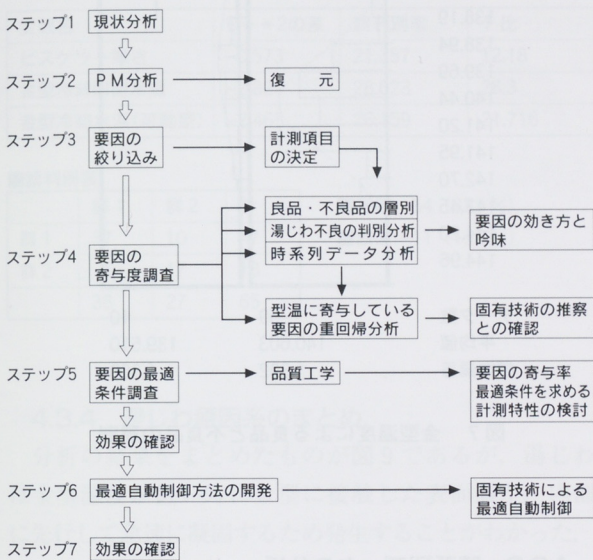 ステップ1 現状分析
ステップ2 PM分析 復元
ステップ3 要因の
絞り込み
計測項目
の決定
ステップ4 要因の
寄与度調査
良品・不良品の層別
湯じわ不良の判別分析
時系列データ分析
要因の効き方と
吟味
型温に寄与している
要因の重回帰分析
固有技術の推察
との確認
ステップ5 要因の最適
条件調査
品質工学
要因の寄与率
最適条件を求める
計測特性の検討
効果の確認
ステップ6 最適自動制御方法の開発
固有技術による
最適自動制御
ステップ7 効果の確認